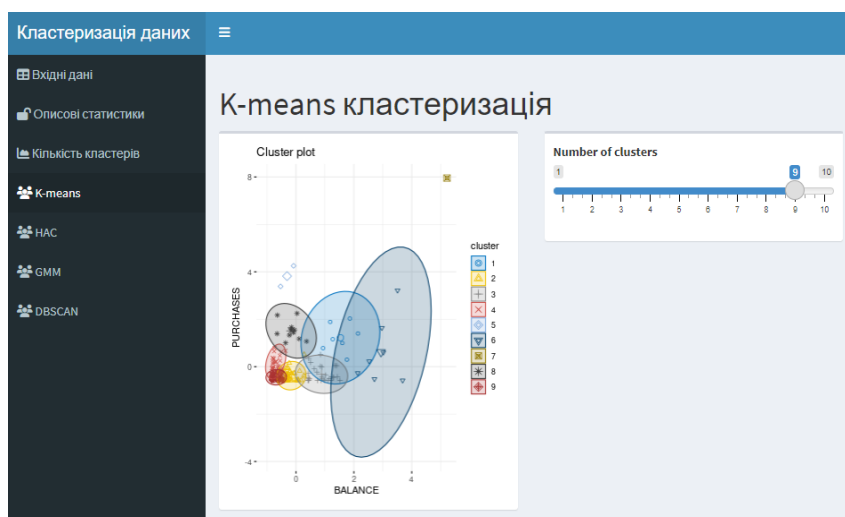 Кластеризація даних
Вхідні дані
Описові статистики
Кількість кластерів
K-means
HAC
GMM
DBSCAN
K-means кластеризація
Cluster plot
8
4
0
-4
PURCHASES
0 2 4
BALANCE
cluster
1
2
3
4
5
6
7
8
9
Number of clusters
1 9 10
1 2 3 4 5 6 7 8 9 10